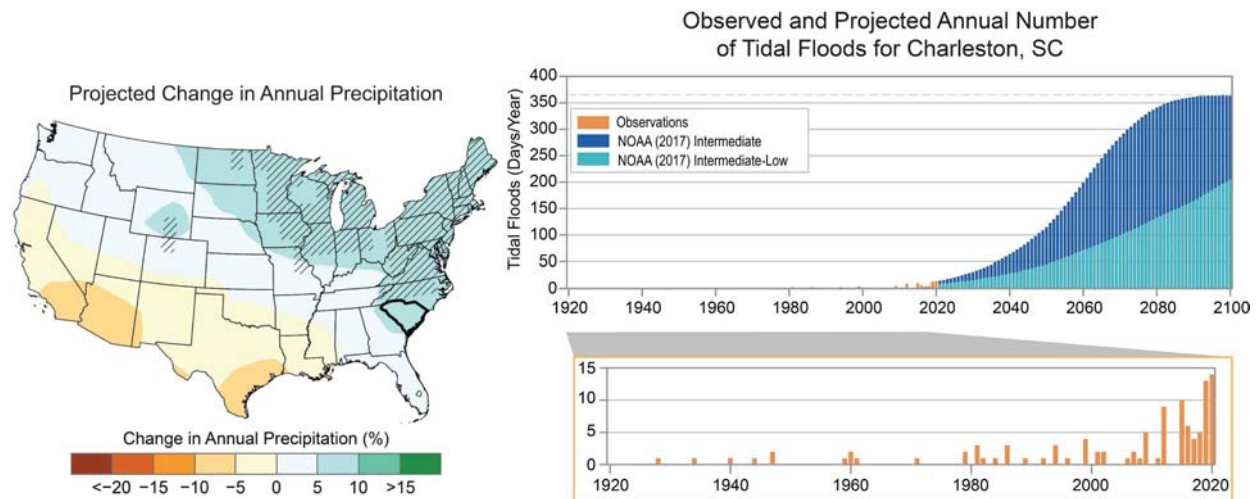 Projected Change in Annual Precipitation
Change in Annual Precipitation (%)
<−20 −15 −10 −5 0 5 10 >15
Observed and Projected Annual Number
of Tidal Floods for Charleston, SC
Tidal Floods (Days/Year)
400
350
300
250
200
150
100
50
0
Observations
NOAA (2017) Intermediate
NOAA (2017) Intermediate-Low
1920 1940 1960 1980 2000 2020 2040 2060 2080 2100
15
10
5
0
1920 1940 1960 1980 2000 2020